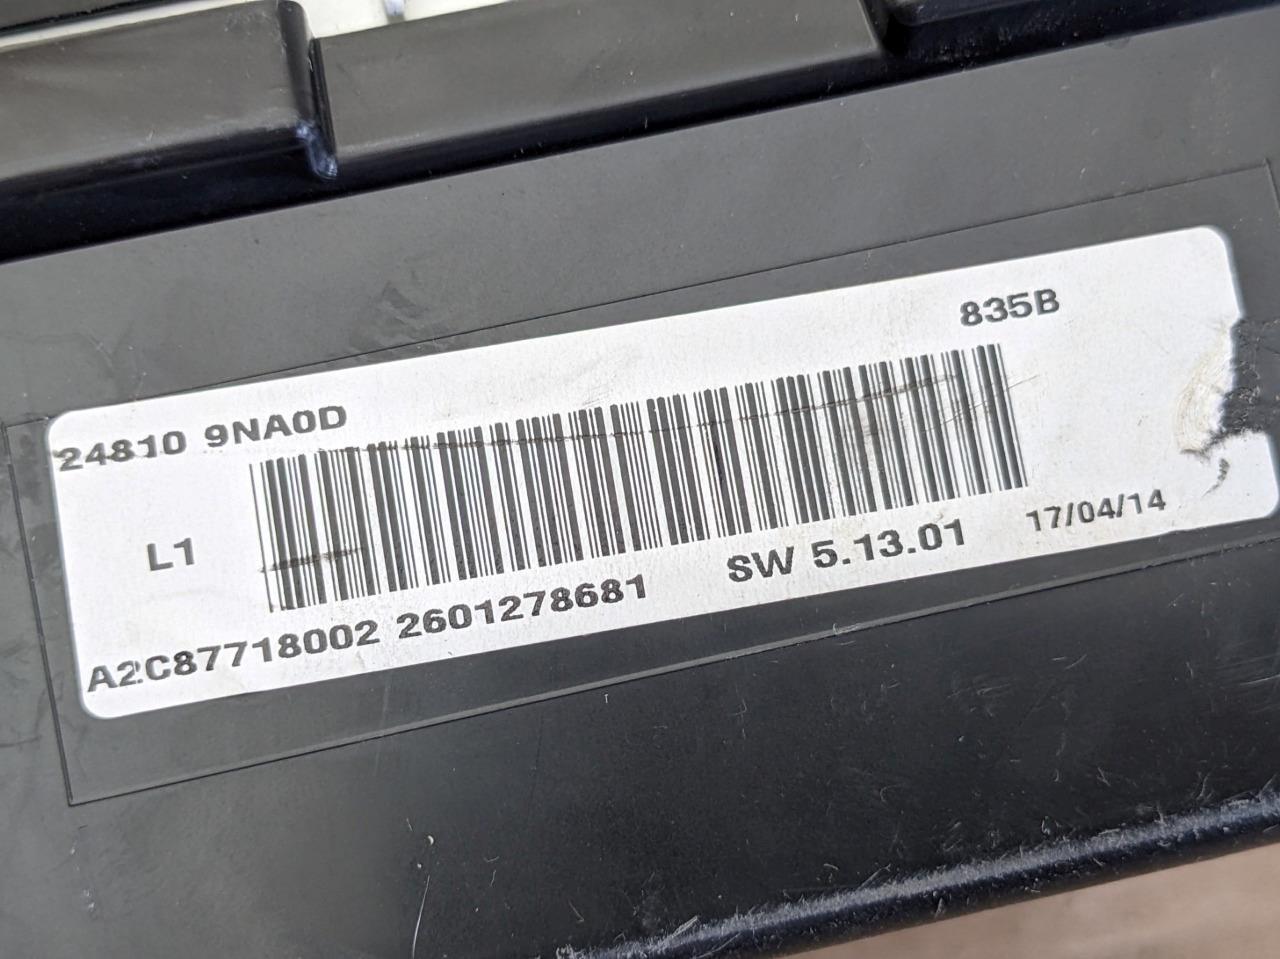 835B
24810 9NA0D
L1
SW 5.13.01 17/04/14
A2C87718002 2601278681